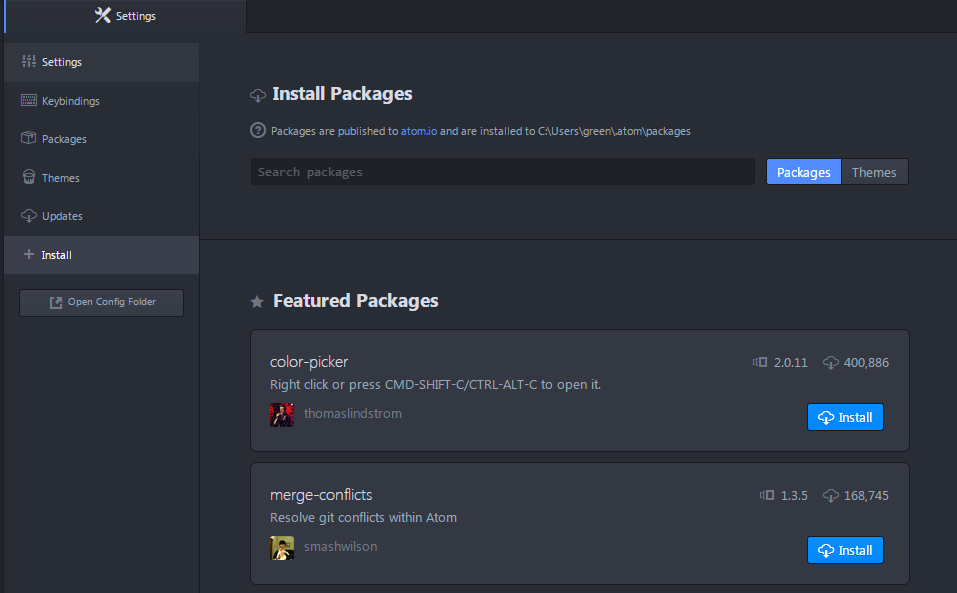 Settings
Settings
Keybindings
Packages
Themes
Updates
Install
Open Config Folder
Install Packages
Packages are published to atom.io and are installed to C:\Users\green\.atom\packages
Search packages
Packages Themes
Featured Packages
color-picker 2.0.11 400,886
Right click or press CMD-SHIFT-C/CTRL-ALT-C to open it.
thomaslindstrom Install
merge-conflicts 1.3.5 168,745
Resolve git conflicts within Atom
smashwilson Install